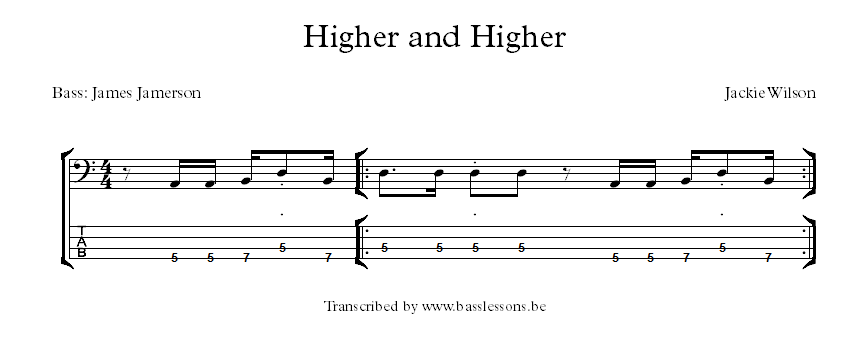 Higher and Higher
Bass: James Jamerson
Jackie Wilson
4
4
T
A
B
5 5 7 5 7 5 5 5 5 5 5 7 5 7
Transcribed by www.basslessons.be